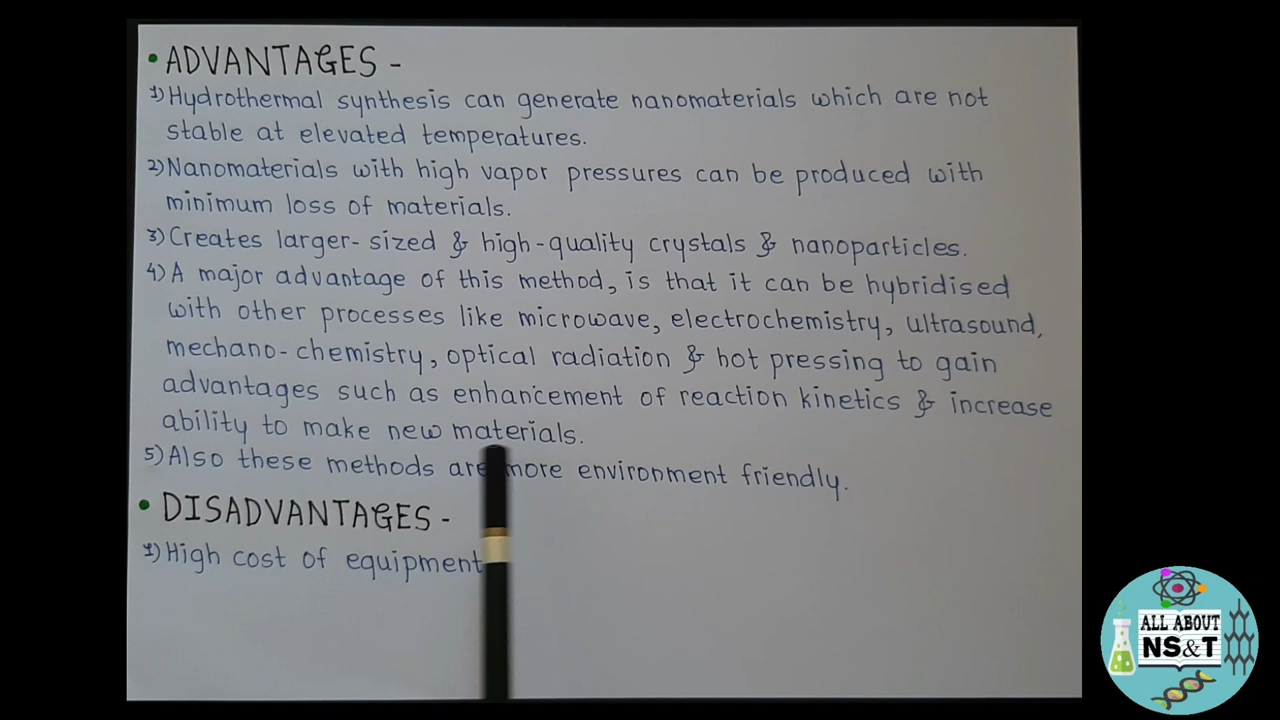 • ADVANTAGES -
1) Hydrothermal synthesis can generate nanomaterials which are not
stable at elevated temperatures.
2) Nanomaterials with high vapor pressures can be produced with
minimum loss of materials.
3) Creates larger-sized & high-quality crystals & nanoparticles.
4) A major advantage of this method, is that it can be hybridised
with other processes like microwave, electrochemistry, ultrasound,
mechano-chemistry, optical radiation & hot pressing to gain
advantages such as enhancement of reaction kinetics & increase
ability to make new materials.
5) Also these methods are more environment friendly.
• DISADVANTAGES -
1) High cost of equipment
ALL ABOUT
NS&T